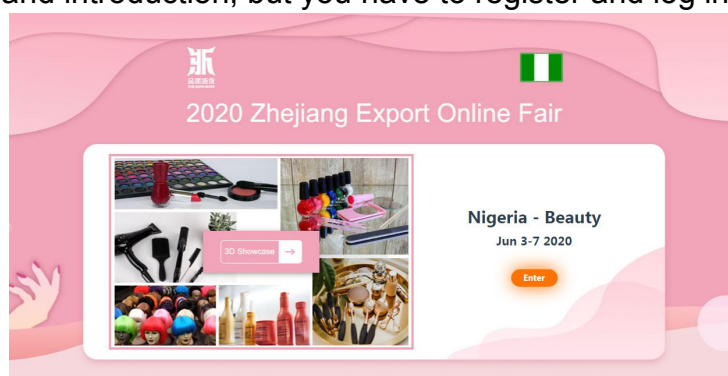 and introduction, but you have to register and log in
浙
2020 Zhejiang Export Online Fair
3D Showcase →
Nigeria - Beauty
Jun 3-7 2020
Enter